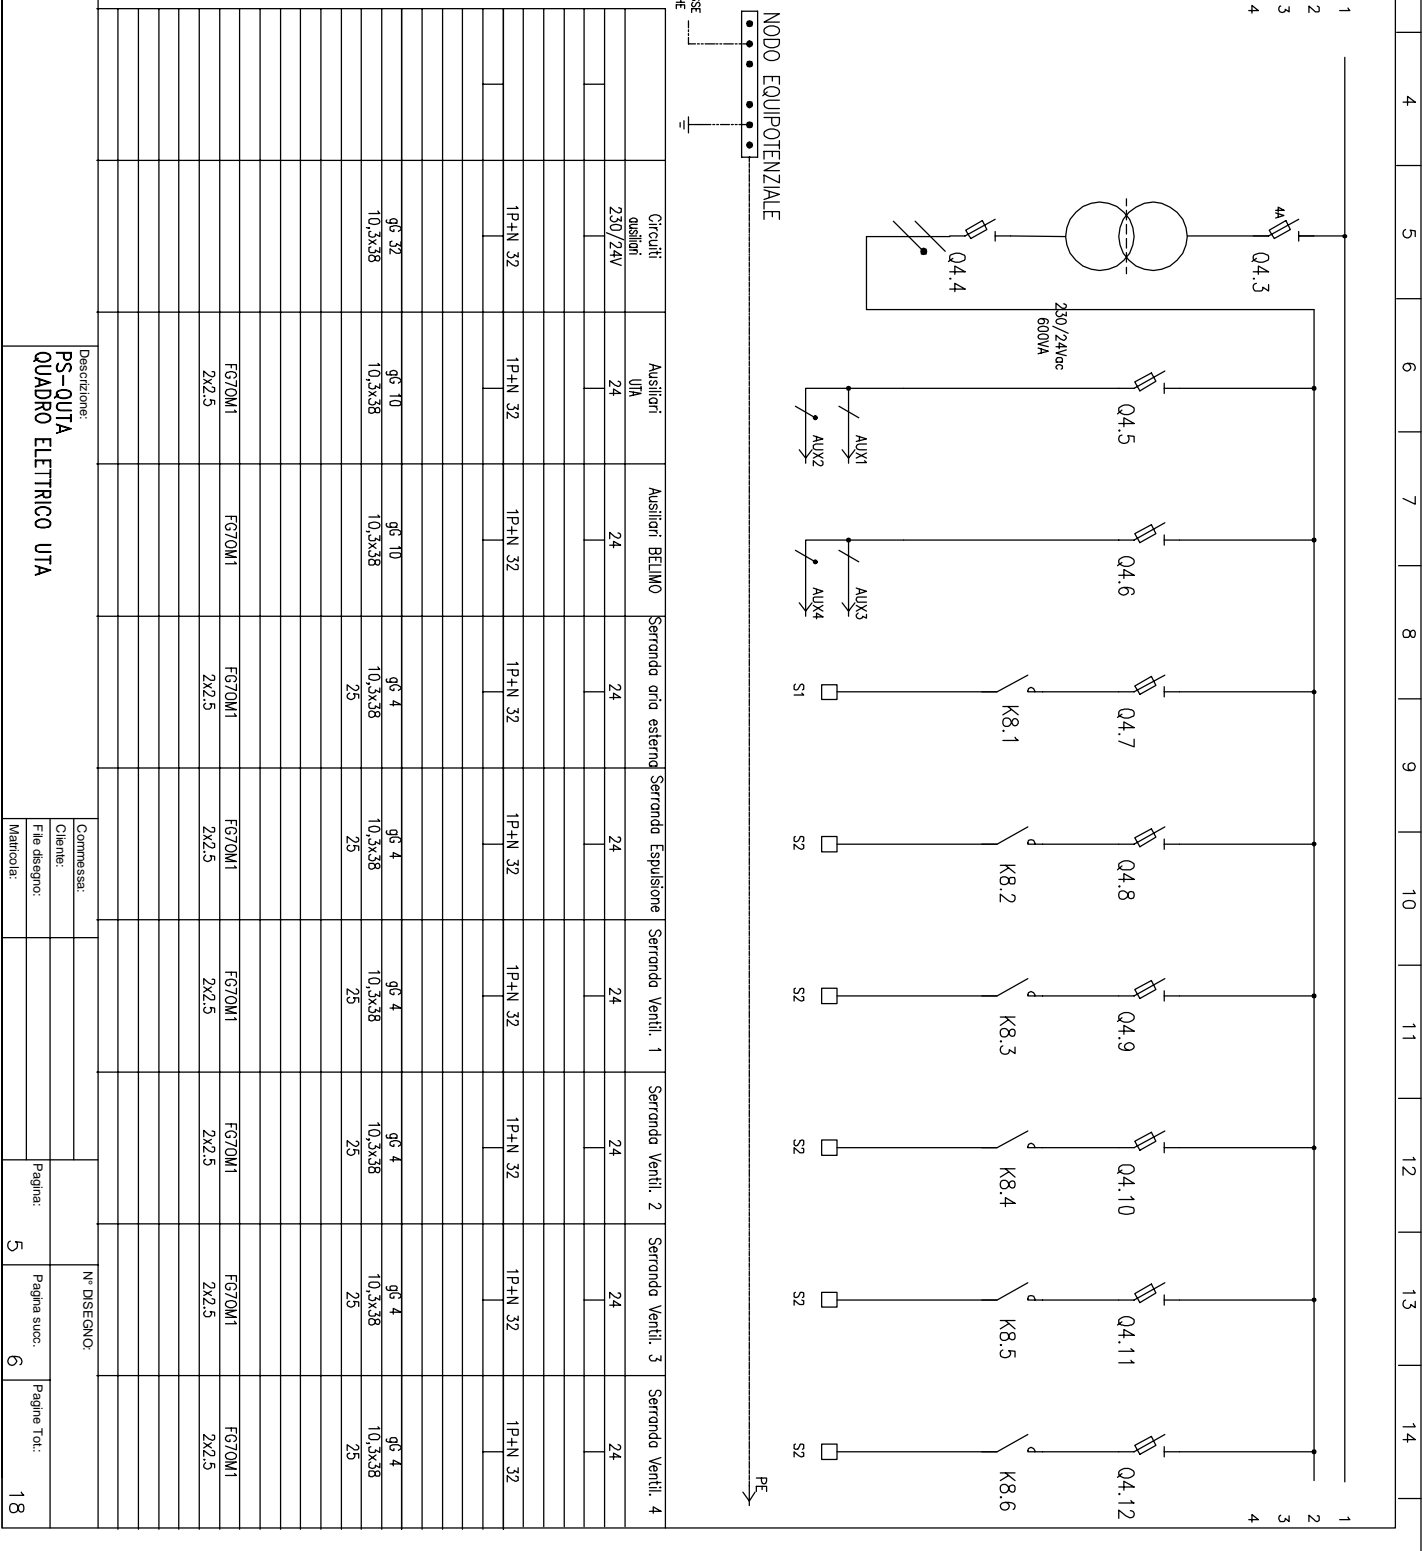 4 5 6 7 8 9 10 11 12 13 14
1 1
2 2
3 3
4 4
4A
Q4.3
Q4.4
230/24Vac
600VA
Q4.5 Q4.6 Q4.7 Q4.8 Q4.9 Q4.10 Q4.11 Q4.12
K8.1 K8.2 K8.3 K8.4 K8.5 K8.6
AUX1 AUX3
AUX2 AUX4
S1 S2 S2 S2 S2 S2
NODO EQUIPOTENZIALE
PE
Circuiti
ausiliari
230/24V
1P+N 32
gG 32
10,3x38
Ausiliari
UTA
24
1P+N 32
gG 10
10,3x38
FG7OM1
2x2.5
Ausiliari BELIMO
24
1P+N 32
gG 10
10,3x38
FG7OM1
Serranda aria esterna
24
1P+N 32
gG 4
10,3x38
25
FG7OM1
2x2.5
Serranda Espulsione
24
1P+N 32
gG 4
10,3x38
25
FG7OM1
2x2.5
Serranda Ventil. 1
24
1P+N 32
gG 4
10,3x38
25
FG7OM1
2x2.5
Serranda Ventil. 2
24
1P+N 32
gG 4
10,3x38
25
FG7OM1
2x2.5
Serranda Ventil. 3
24
1P+N 32
gG 4
10,3x38
25
FG7OM1
2x2.5
Serranda Ventil. 4
24
1P+N 32
gG 4
10,3x38
25
FG7OM1
2x2.5
Descrizione:
PS-QUTA
QUADRO ELETTRICO UTA
Commessa:
Cliente:
File disegno:
Matricola:
N° DISEGNO:
Pagina: 5
Pagina succ. 6
Pagine Tot.: 18